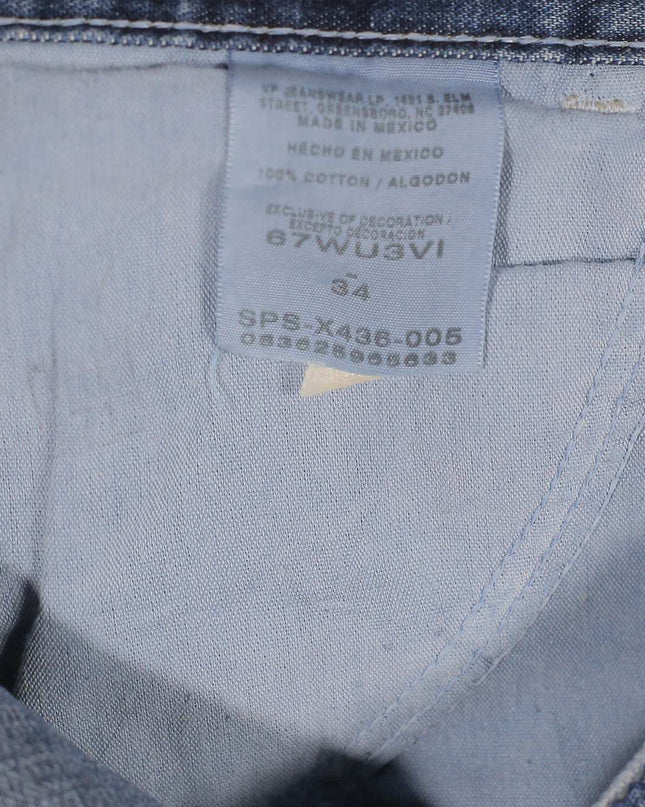 VF JEANSWEAR LP, 1421 S. ELM
STREET, GREENSBORO, NC 27406
MADE IN MEXICO
HECHO EN MEXICO
100% COTTON / ALGODON
EXCLUSIVE OF DECORATION /
EXCEPTO DECORACION
67WU3VI
-
34
SPS-X436-005